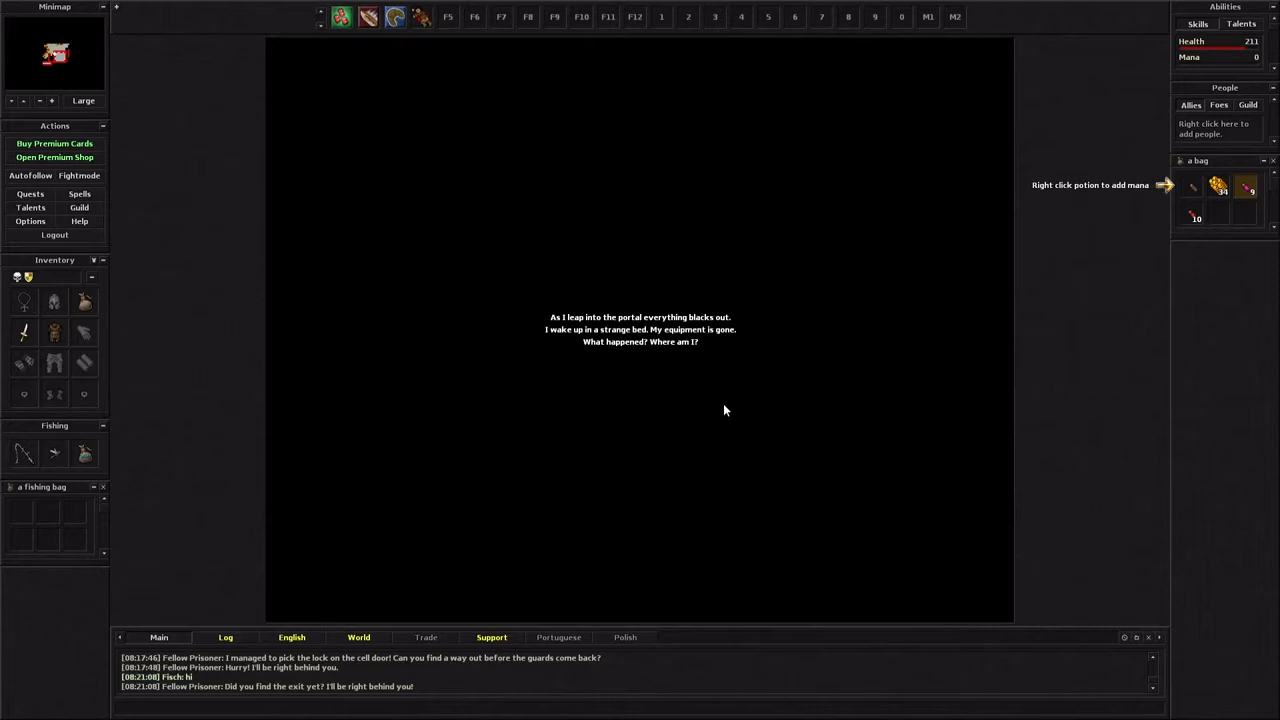 Minimap
Large
Actions
Buy Premium Cards
Open Premium Shop
Autofollow Fightmode
Quests Spells
Talents Guild
Options Help
Logout
Inventory
Fishing
a fishing bag
F5 F6 F7 F8 F9 F10 F11 F12 1 2 3 4 5 6 7 8 9 0 M1 M2
As I leap into the portal everything blacks out.
I wake up in a strange bed. My equipment is gone.
What happened? Where am I?
Abilities
Skills Talents
Health 211
Mana 0
People
Allies Foes Guild
Right click here to
add people.
a bag
Right click potion to add mana
34 9
10
Main Log English World Trade Support Portuguese Polish
[08:17:46] Fellow Prisoner: I managed to pick the lock on the cell door! Can you find a way out before the guards come back?
[08:17:48] Fellow Prisoner: Hurry! I'll be right behind you.
[08:21:08] Fisch: hi
[08:21:08] Fellow Prisoner: Did you find the exit yet? I'll be right behind you!